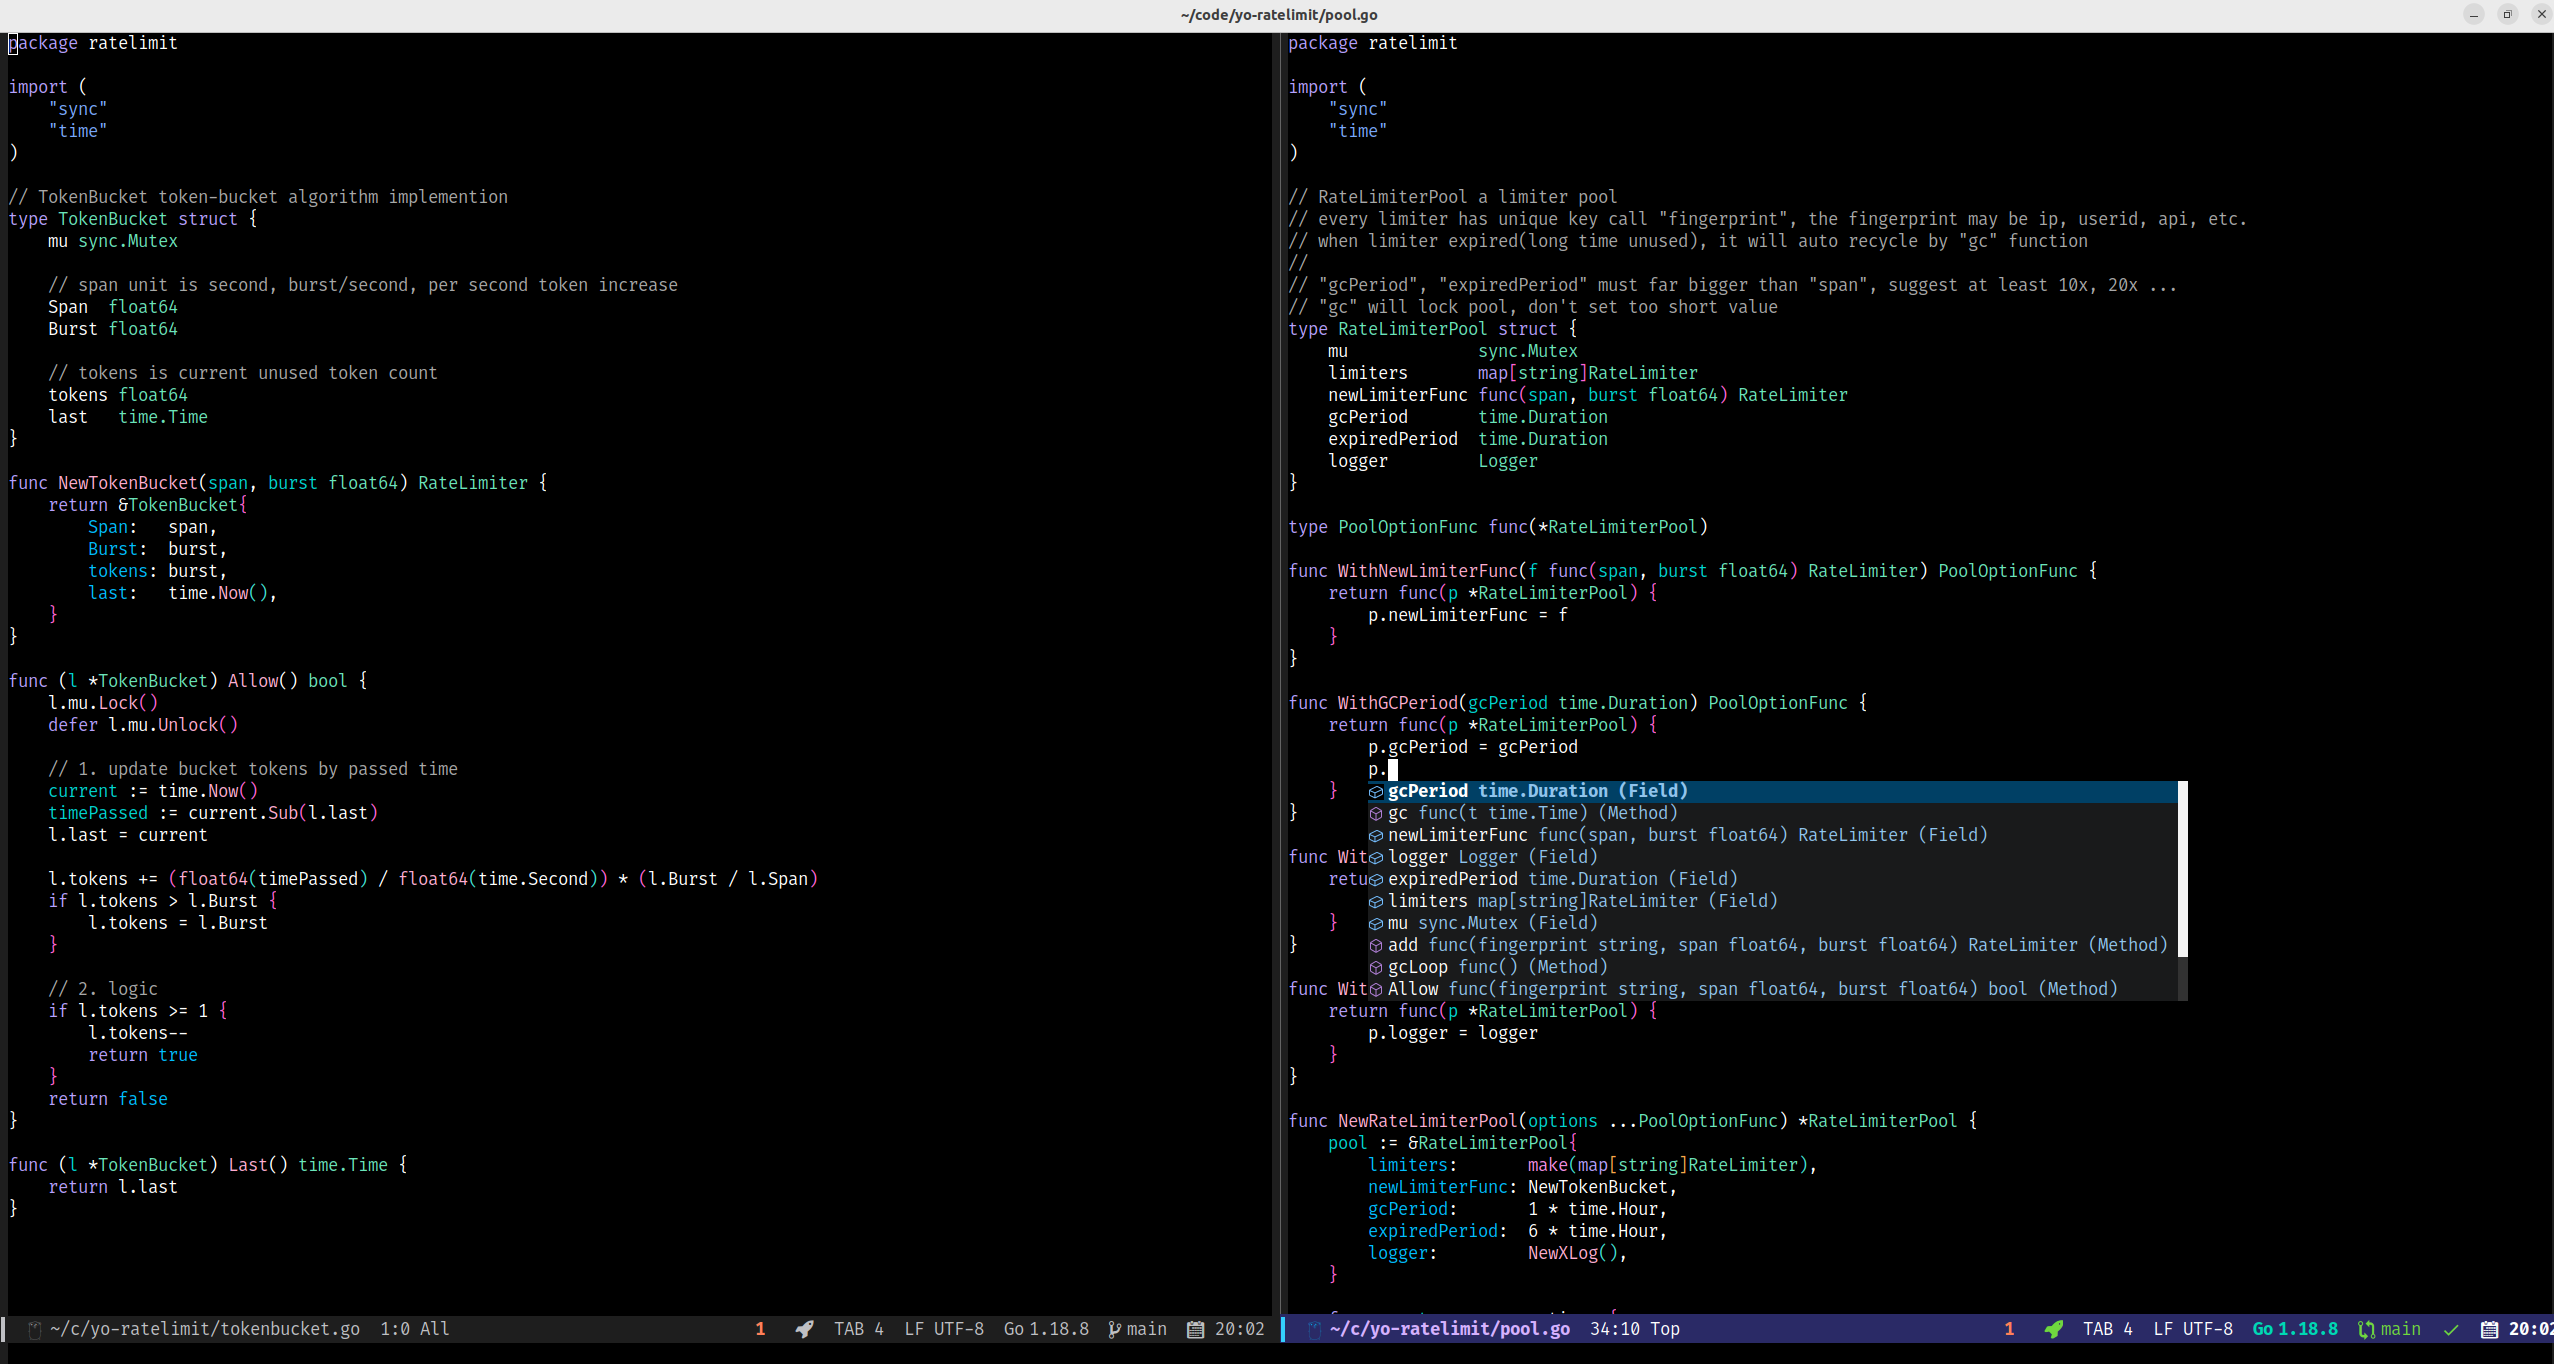 ~/code/yo-ratelimit/pool.go
package ratelimit
import (
"sync"
"time"
)
// TokenBucket token-bucket algorithm implemention
type TokenBucket struct {
mu sync.Mutex
// span unit is second, burst/second, per second token increase
Span  float64
Burst float64
// tokens is current unused token count
tokens float64
last   time.Time
}
func NewTokenBucket(span, burst float64) RateLimiter {
return &TokenBucket{
Span:   span,
Burst:  burst,
tokens: burst,
last:   time.Now(),
}
}
func (l *TokenBucket) Allow() bool {
l.mu.Lock()
defer l.mu.Unlock()
// 1. update bucket tokens by passed time
current := time.Now()
timePassed := current.Sub(l.last)
l.last = current
l.tokens += (float64(timePassed) / float64(time.Second)) * (l.Burst / l.Span)
if l.tokens > l.Burst {
l.tokens = l.Burst
}
// 2. logic
if l.tokens >= 1 {
l.tokens--
return true
}
return false
}
func (l *TokenBucket) Last() time.Time {
return l.last
}
~/c/yo-ratelimit/tokenbucket.go  1:0 All  1  TAB 4  LF UTF-8  Go 1.18.8  main  20:02
package ratelimit
import (
"sync"
"time"
)
// RateLimiterPool a limiter pool
// every limiter has unique key call "fingerprint", the fingerprint may be ip, userid, api, etc.
// when limiter expired(long time unused), it will auto recycle by "gc" function
//
// "gcPeriod", "expiredPeriod" must far bigger than "span", suggest at least 10x, 20x ...
// "gc" will lock pool, don't set too short value
type RateLimiterPool struct {
mu             sync.Mutex
limiters       map[string]RateLimiter
newLimiterFunc func(span, burst float64) RateLimiter
gcPeriod       time.Duration
expiredPeriod  time.Duration
logger         Logger
}
type PoolOptionFunc func(*RateLimiterPool)
func WithNewLimiterFunc(f func(span, burst float64) RateLimiter) PoolOptionFunc {
return func(p *RateLimiterPool) {
p.newLimiterFunc = f
}
}
func WithGCPeriod(gcPeriod time.Duration) PoolOptionFunc {
return func(p *RateLimiterPool) {
p.gcPeriod = gcPeriod
p.
} gcPeriod time.Duration (Field)
} gc func(t time.Time) (Method)
newLimiterFunc func(span, burst float64) RateLimiter (Field)
func Wit logger Logger (Field)
retu expiredPeriod time.Duration (Field)
limiters map[string]RateLimiter (Field)
} mu sync.Mutex (Field)
} add func(fingerprint string, span float64, burst float64) RateLimiter (Method)
gcLoop func() (Method)
func Wit Allow func(fingerprint string, span float64, burst float64) bool (Method)
return func(p *RateLimiterPool) {
p.logger = logger
}
}
func NewRateLimiterPool(options ...PoolOptionFunc) *RateLimiterPool {
pool := &RateLimiterPool{
limiters:       make(map[string]RateLimiter),
newLimiterFunc: NewTokenBucket,
gcPeriod:       1 * time.Hour,
expiredPeriod:  6 * time.Hour,
logger:         NewXLog(),
}
~/c/yo-ratelimit/pool.go  34:10 Top  1  TAB 4  LF UTF-8  Go 1.18.8  main  20:02